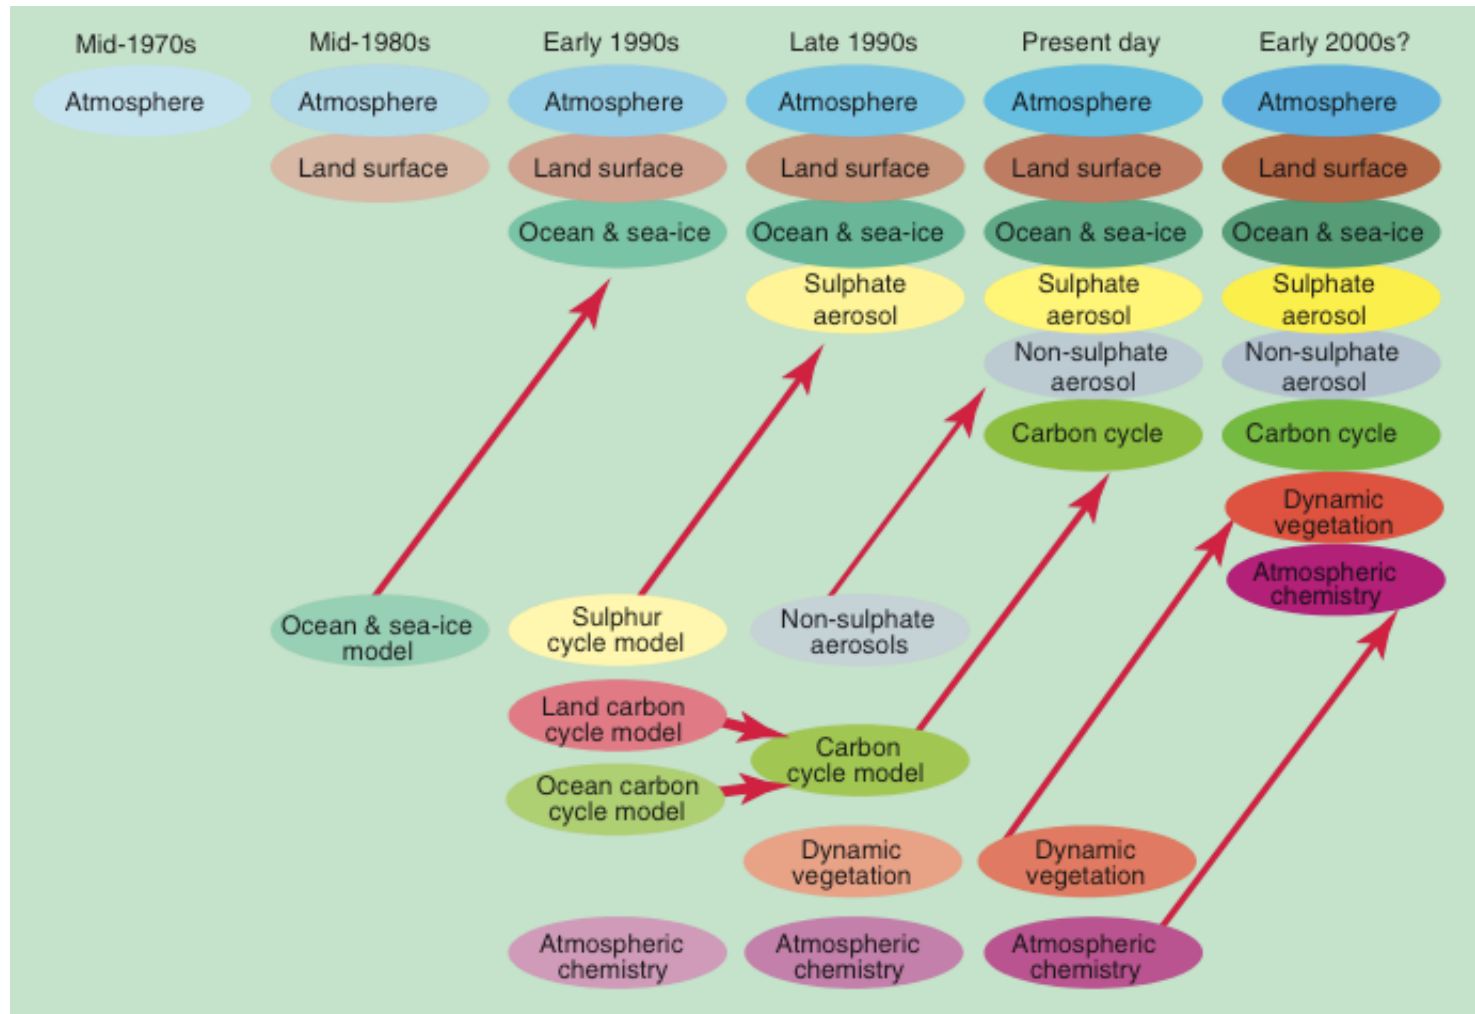 Mid-1970s
Mid-1980s
Early 1990s
Late 1990s
Present day
Early 2000s?
Atmosphere
Atmosphere
Atmosphere
Atmosphere
Atmosphere
Atmosphere
Land surface
Land surface
Land surface
Land surface
Land surface
Ocean & sea-ice
Ocean & sea-ice
Ocean & sea-ice
Ocean & sea-ice
Sulphate
aerosol
Sulphate
aerosol
Sulphate
aerosol
Non-sulphate
aerosol
Non-sulphate
aerosol
Carbon cycle
Carbon cycle
Dynamic
vegetation
Atmospheric
chemistry
Ocean & sea-ice
model
Sulphur
cycle model
Non-sulphate
aerosols
Land carbon
cycle model
Carbon
cycle model
Ocean carbon
cycle model
Dynamic
vegetation
Dynamic
vegetation
Atmospheric
chemistry
Atmospheric
chemistry
Atmospheric
chemistry